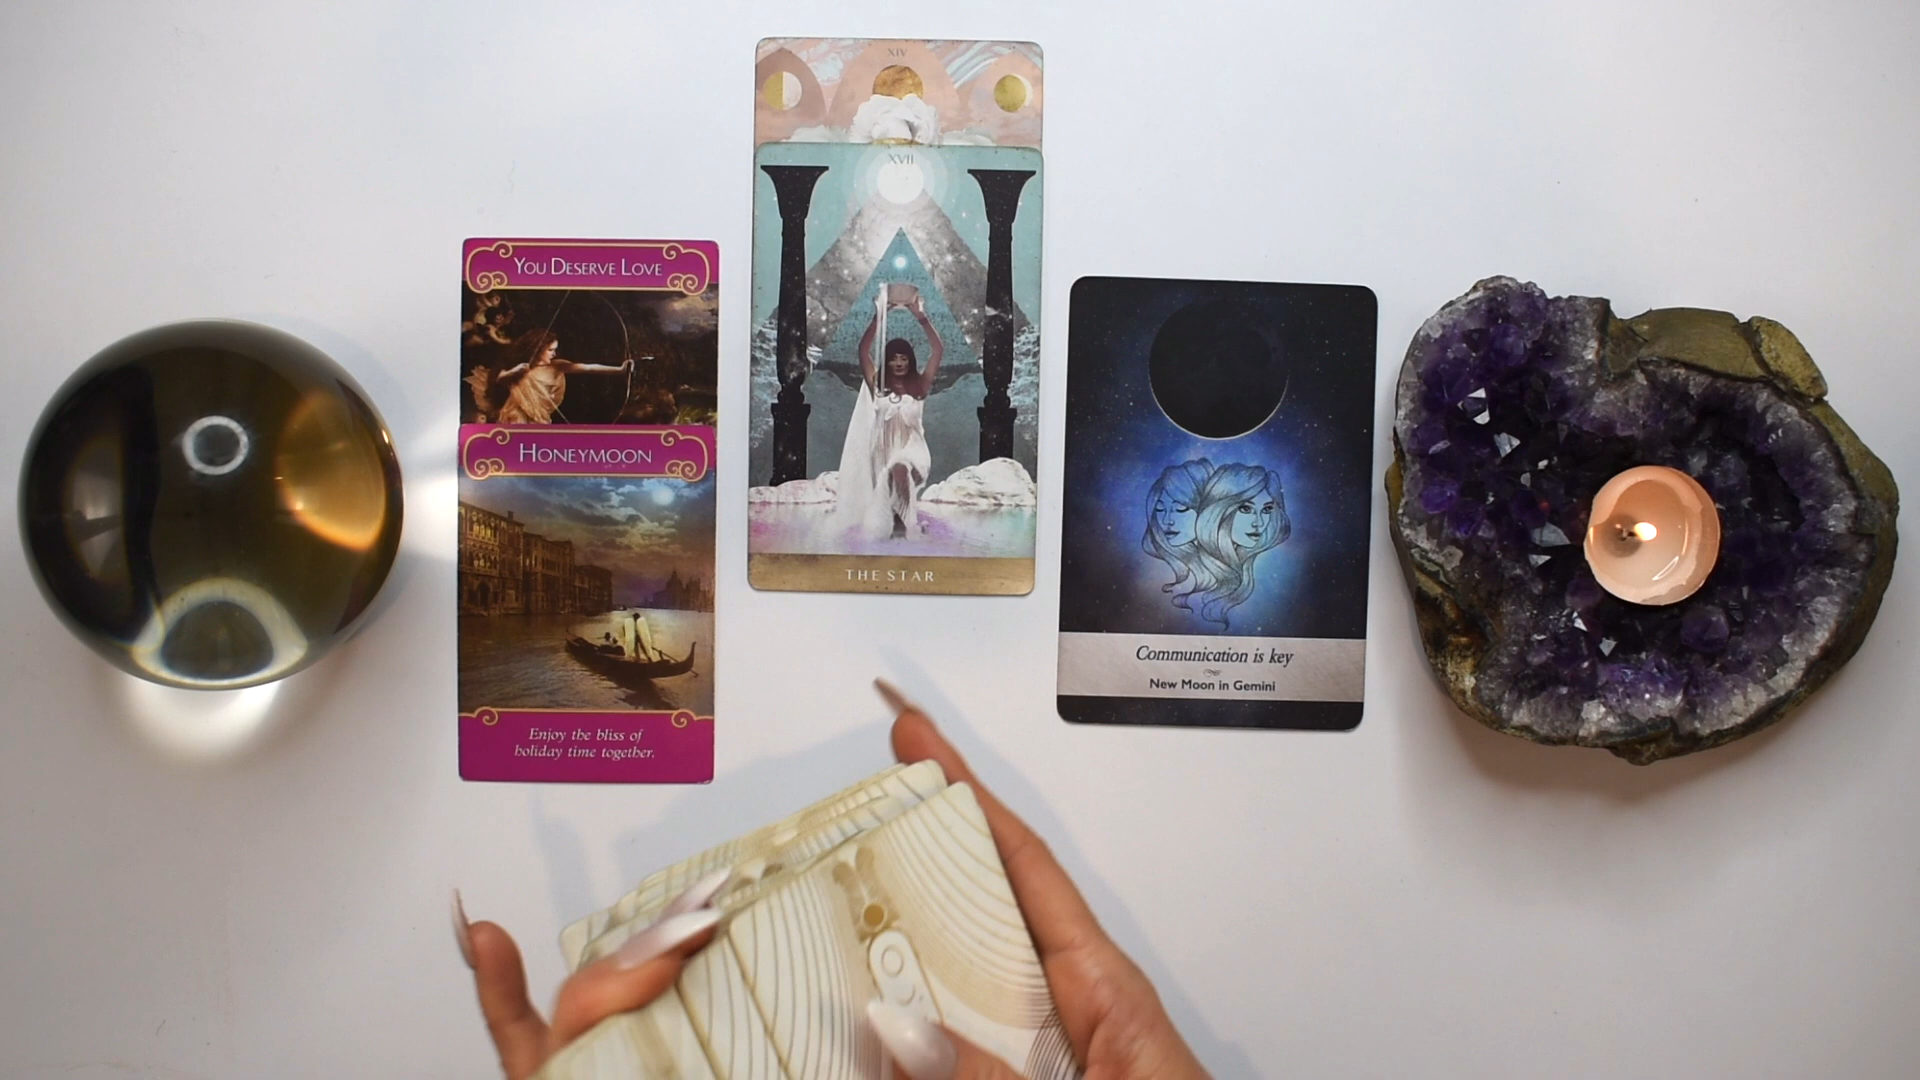 YOU DESERVE LOVE
HONEYMOON
Enjoy the bliss of
holiday time together.
XIV
XVII
THE STAR
Communication is key
New Moon in Gemini